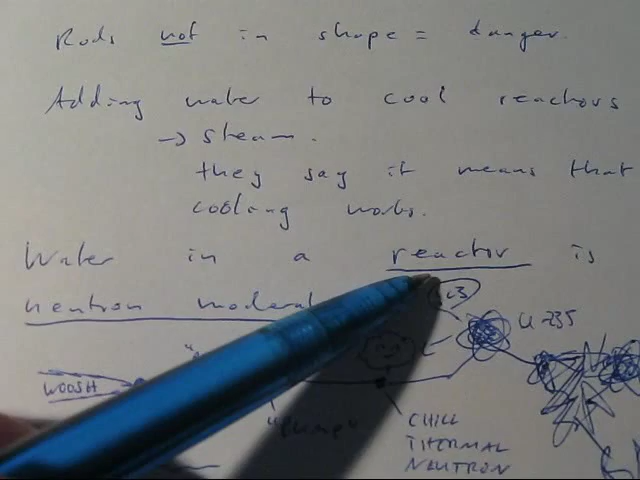 Rods not in shape = danger.
Adding water to cool reactors
→ steam.
they say it means that
cooling works.
Water in a reactor is
neutron
U-235
WOOSH
CHILL
THERMAL
NEUTRON